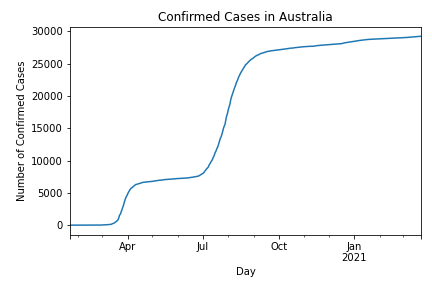 Confirmed Cases in Australia
Number of Confirmed Cases
30000
25000
20000
15000
10000
5000
0
Apr
Jul
Oct
Jan
2021
Day